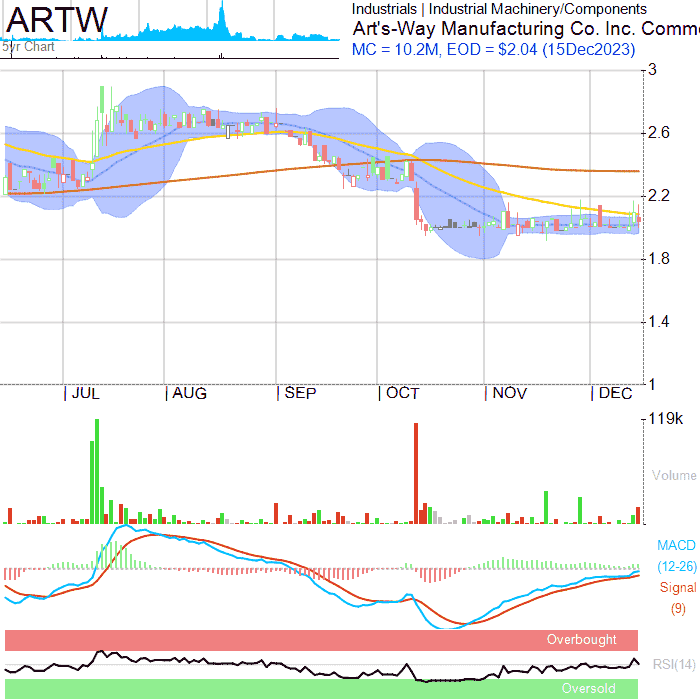 ARTW
5yr Chart
Industrials | Industrial Machinery/Components
Art's-Way Manufacturing Co. Inc. Comm
MC = 10.2M, EOD = $2.04 (15Dec2023)
3
2.6
2.2
1.8
1.4
1
JUL AUG SEP OCT NOV DEC
119k
Volume
MACD
(12-26)
Signal
(9)
Overbought
RSI(14)
Oversold